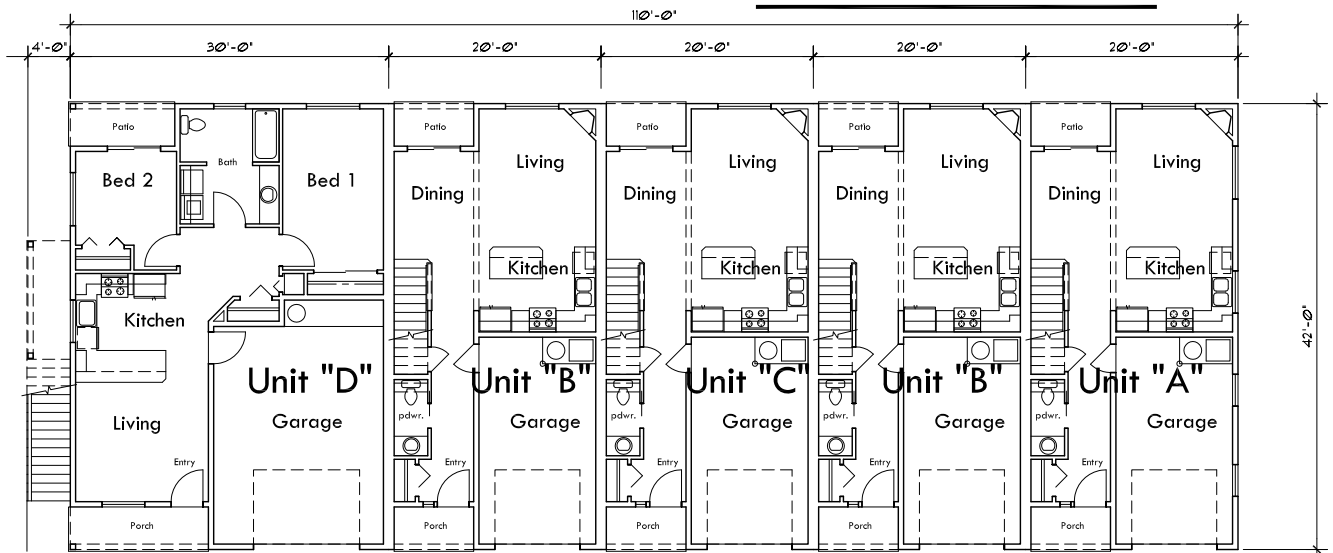 110'-0"
4'-0" 30'-0" 20'-0" 20'-0" 20'-0" 20'-0"
Patio Patio Patio Patio Patio
Bath Living Living Living Living
Bed 2 Bed 1 Dining Dining Dining Dining
Kitchen Kitchen Kitchen Kitchen
Kitchen
42'-0"
Unit "D" Unit "B" Unit "C" Unit "B" Unit "A"
pdwr. pdwr. pdwr. pdwr.
Living Garage Garage Garage Garage Garage
Entry Entry Entry Entry Entry
Porch Porch Porch Porch Porch